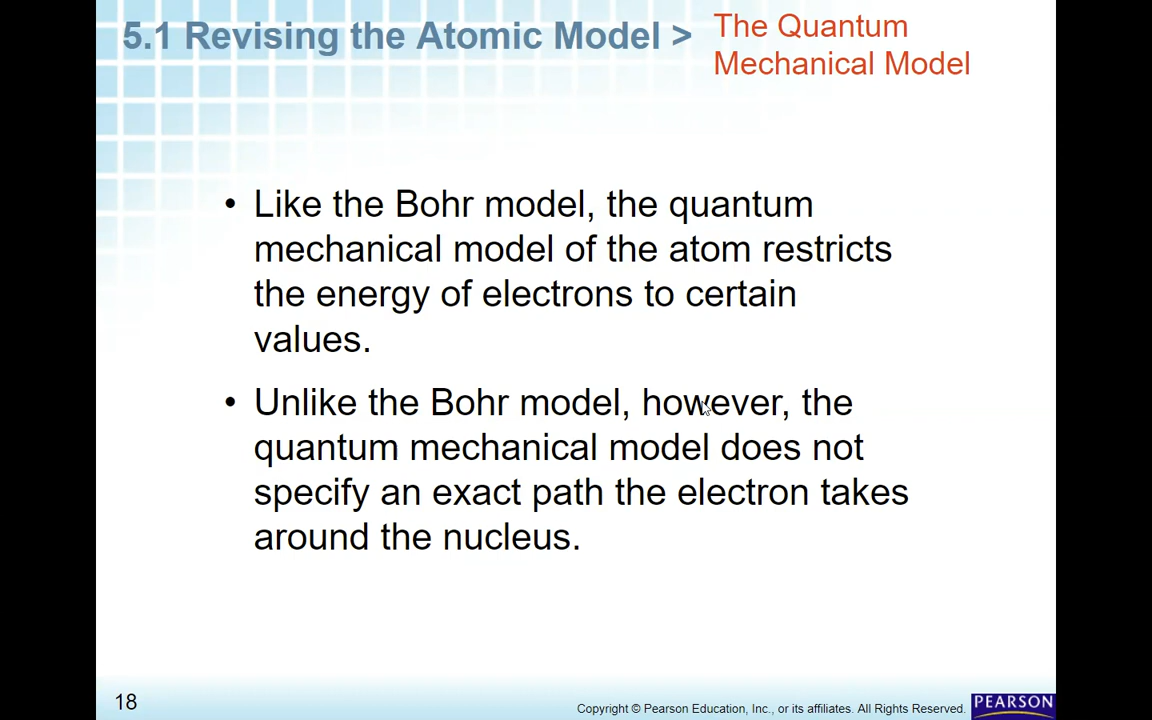 5.1 Revising the Atomic Model >
The Quantum
Mechanical Model
• Like the Bohr model, the quantum
mechanical model of the atom restricts
the energy of electrons to certain
values.
• Unlike the Bohr model, however, the
quantum mechanical model does not
specify an exact path the electron takes
around the nucleus.
18
Copyright © Pearson Education, Inc., or its affiliates. All Rights Reserved.
PEARSON